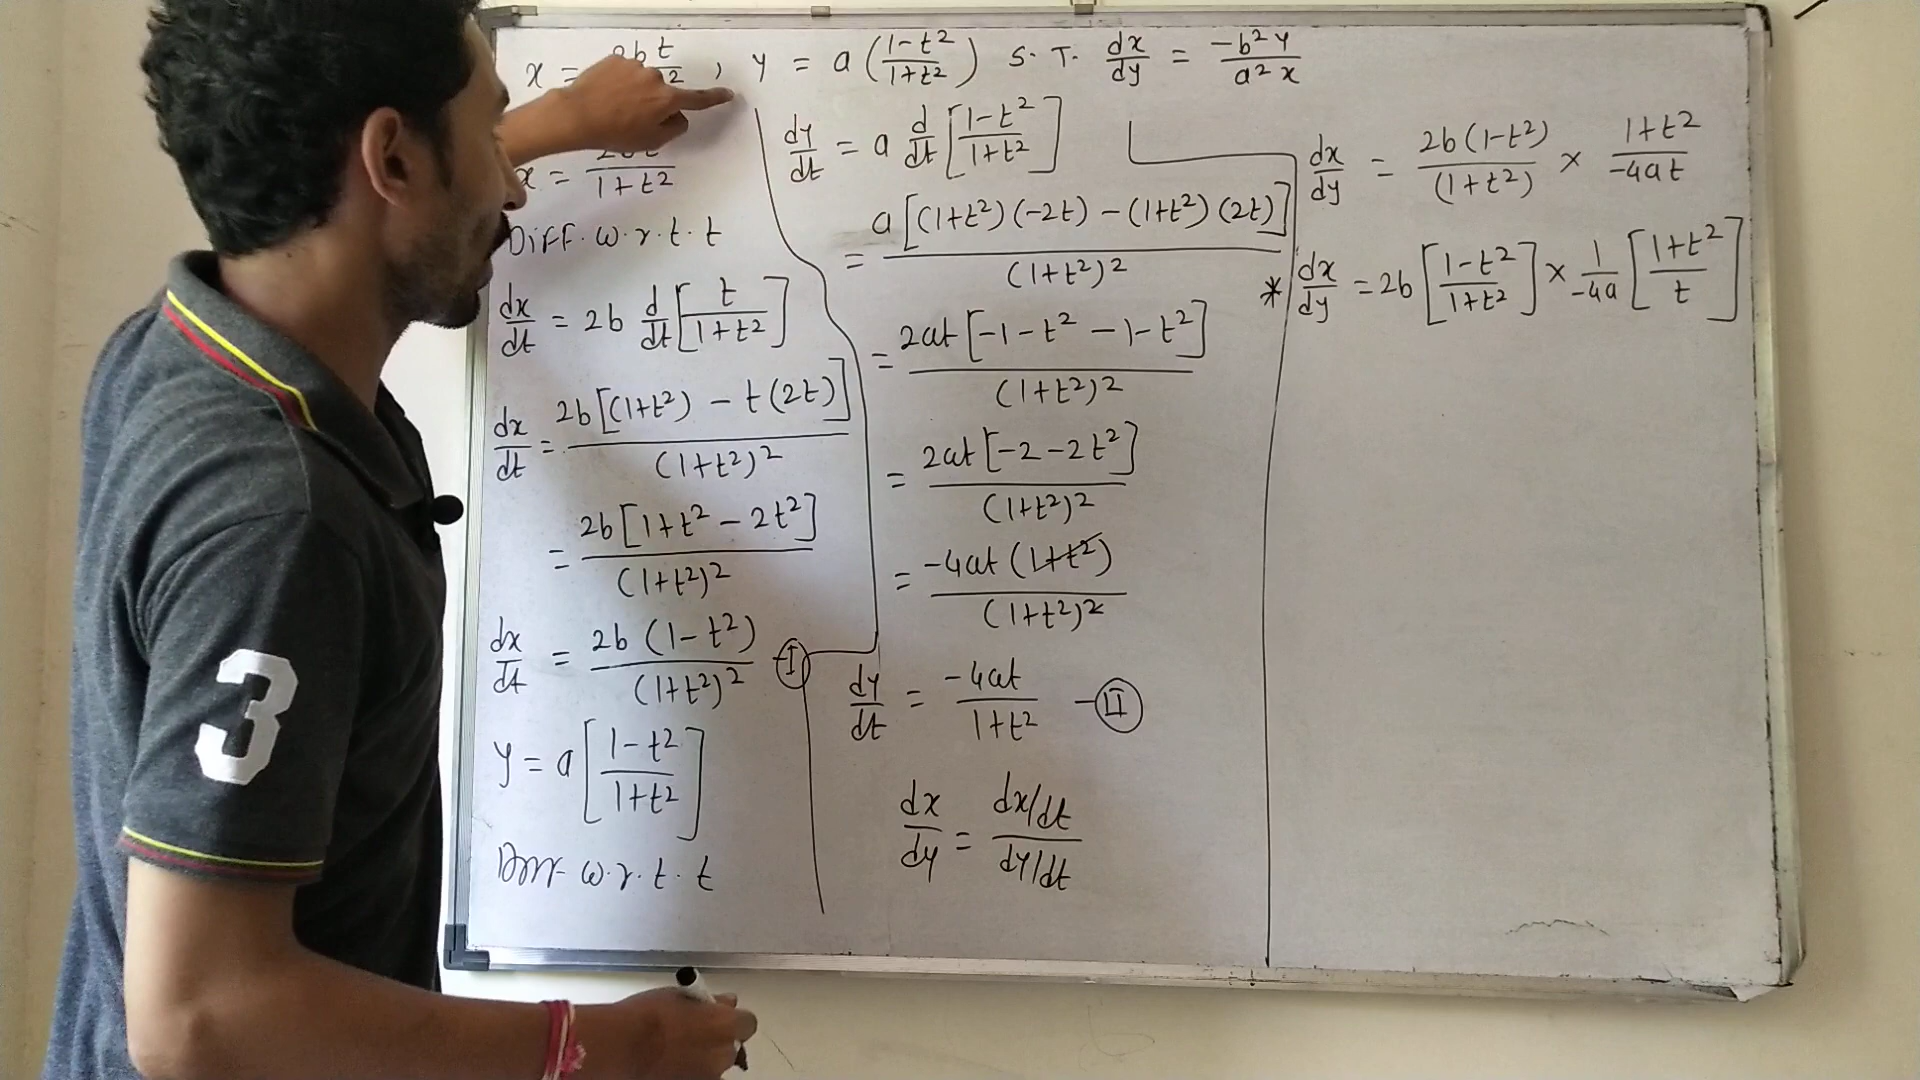 x = 2bt/1+t², y = a(1-t²/1+t²) S.T. dx/dy = -b²y/a²x
x = 2bt/1+t²
Diff. w.r.t. t
dx/dt = 2b d/dt[t/1+t²]
dx/dt = 2b[(1+t²) - t(2t)]/(1+t²)²
= 2b[1+t² - 2t²]/(1+t²)²
dx/dt = 2b(1-t²)/(1+t²)² - I
y = a[1-t²/1+t²]
Diff w.r.t. t
dy/dt = a d/dt[1-t²/1+t²]
= a[(1+t²)(-2t) - (1+t²)(2t)]/(1+t²)²
= 2at[-1-t² - 1-t²]/(1+t²)²
= 2at[-2-2t²]/(1+t²)²
= -4at(1+t²)/(1+t²)²
dy/dt = -4at/1+t² - II
dx/dy = dx/dt/dy/dt
dx/dy = 2b(1-t²)/(1+t²) × 1+t²/-4at
* dx/dy = 2b[1-t²/1+t²] × 1/-4a[1+t²/t]
3